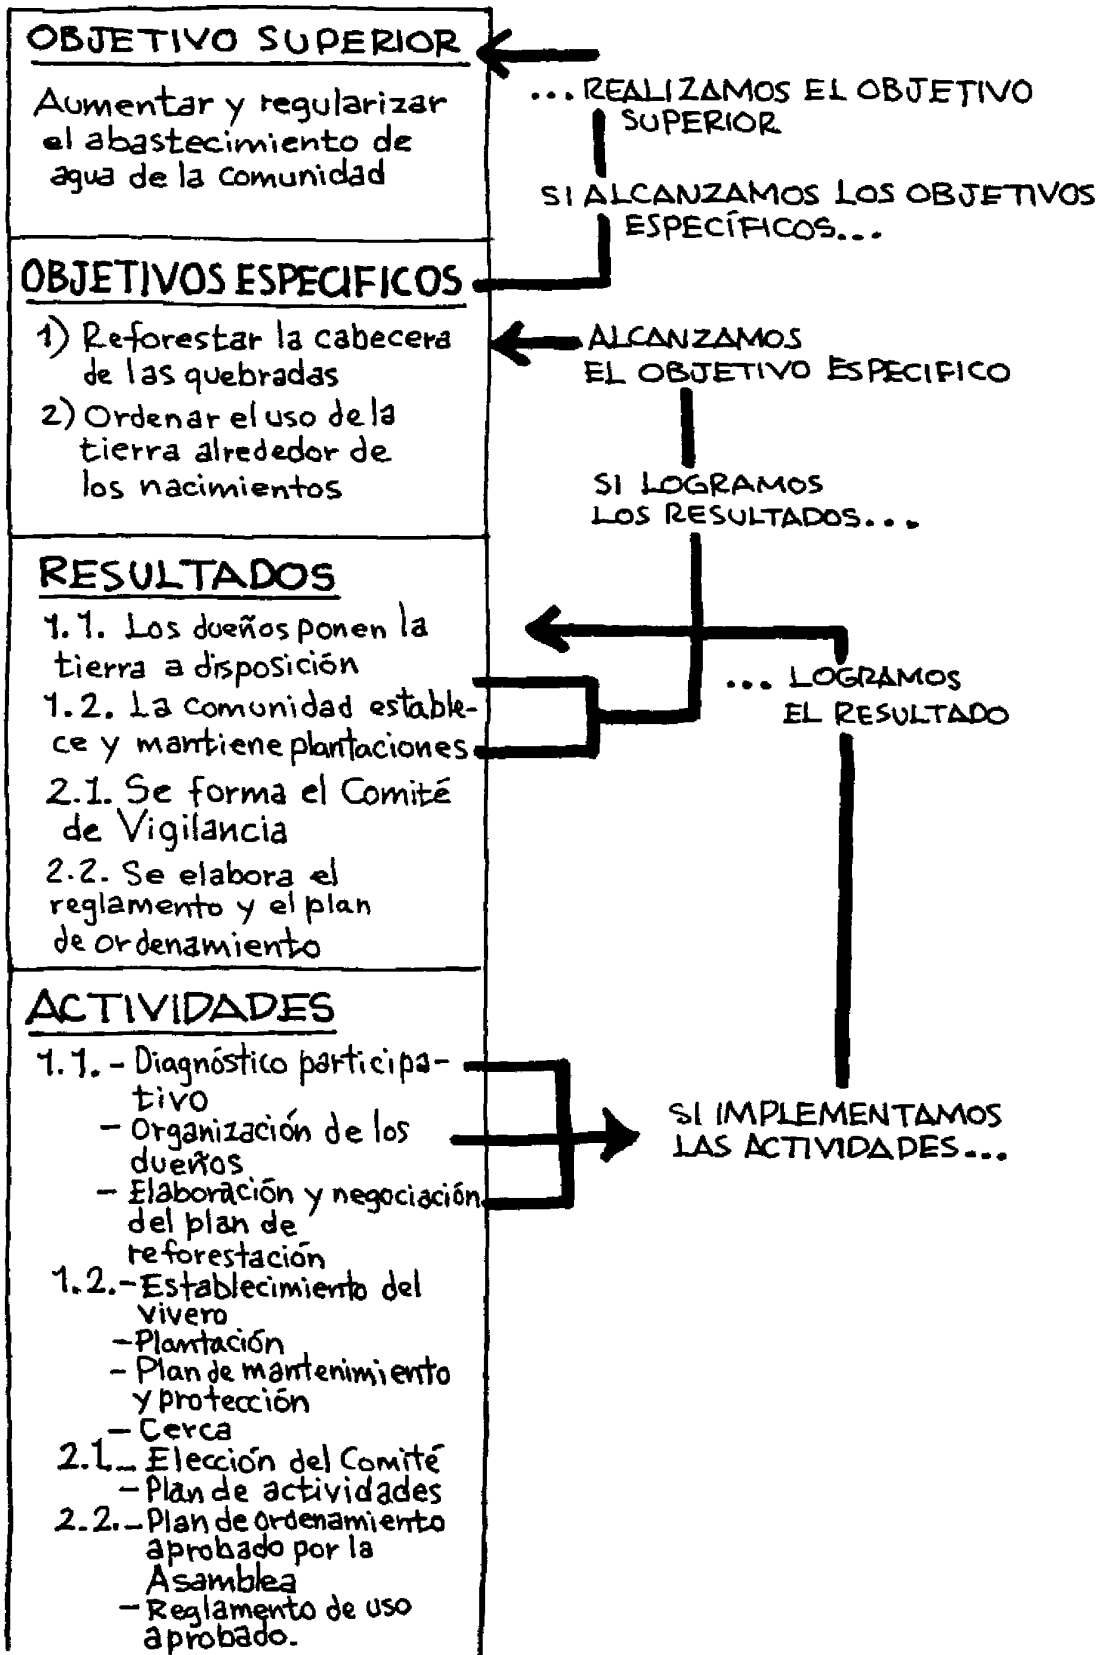 OBJETIVO SUPERIOR
Aumentar y regularizar
el abastecimiento de
agua de la comunidad
... REALIZAMOS EL OBJETIVO
SUPERIOR
SI ALCANZAMOS LOS OBJETIVOS
ESPECÍFICOS...
OBJETIVOS ESPECIFICOS
1) Reforestar la cabecera
de las quebradas
2) Ordenar el uso de la
tierra alrededor de
los nacimientos
ALCANZAMOS
EL OBJETIVO ESPECIFICO
SI LOGRAMOS
LOS RESULTADOS...
RESULTADOS
1.1. Los dueños ponen la
tierra a disposición
1.2. La comunidad estable-
ce y mantiene plantaciones
2.1. Se forma el Comité
de Vigilancia
2.2. Se elabora el
reglamento y el plan
de ordenamiento
... LOGRAMOS
EL RESULTADO
ACTIVIDADES
1.1. - Diagnóstico participa-
tivo
- Organización de los
dueños
- Elaboración y negociación
del plan de
reforestación
1.2. - Establecimiento del
vivero
- Plantación
- Plan de mantenimiento
y protección
- Cerca
2.1. - Elección del Comité
- Plan de actividades
2.2. - Plan de ordenamiento
aprobado por la
Asamblea
- Reglamento de uso
aprobado.
SI IMPLEMENTAMOS
LAS ACTIVIDADES...